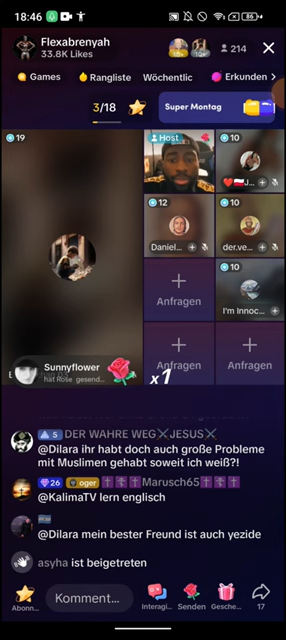 18:46
86
Flexabrenyah
33.8K Likes
214
Games
Rangliste
Wöchentlich
Erkunden
3/18
Super Montag
19
Host
10
12
Daniel...
10
der.ve...
Anfragen
10
I'm Innoc...
Anfragen
Anfragen
Sunnyflower
hat Rose gesend...
x1
5 DER WAHRE WEG⚔JESUS⚔
@Dilara ihr habt doch auch große Probleme
mit Muslimen gehabt soweit ich weiß?!
26 oger Marusch65
@KalimaTV lern englisch
@Dilara mein bester Freund ist auch yezide
asyha ist beigetreten
Abonn...
Kommentar...
Interagi...
Senden
Gesche...
17